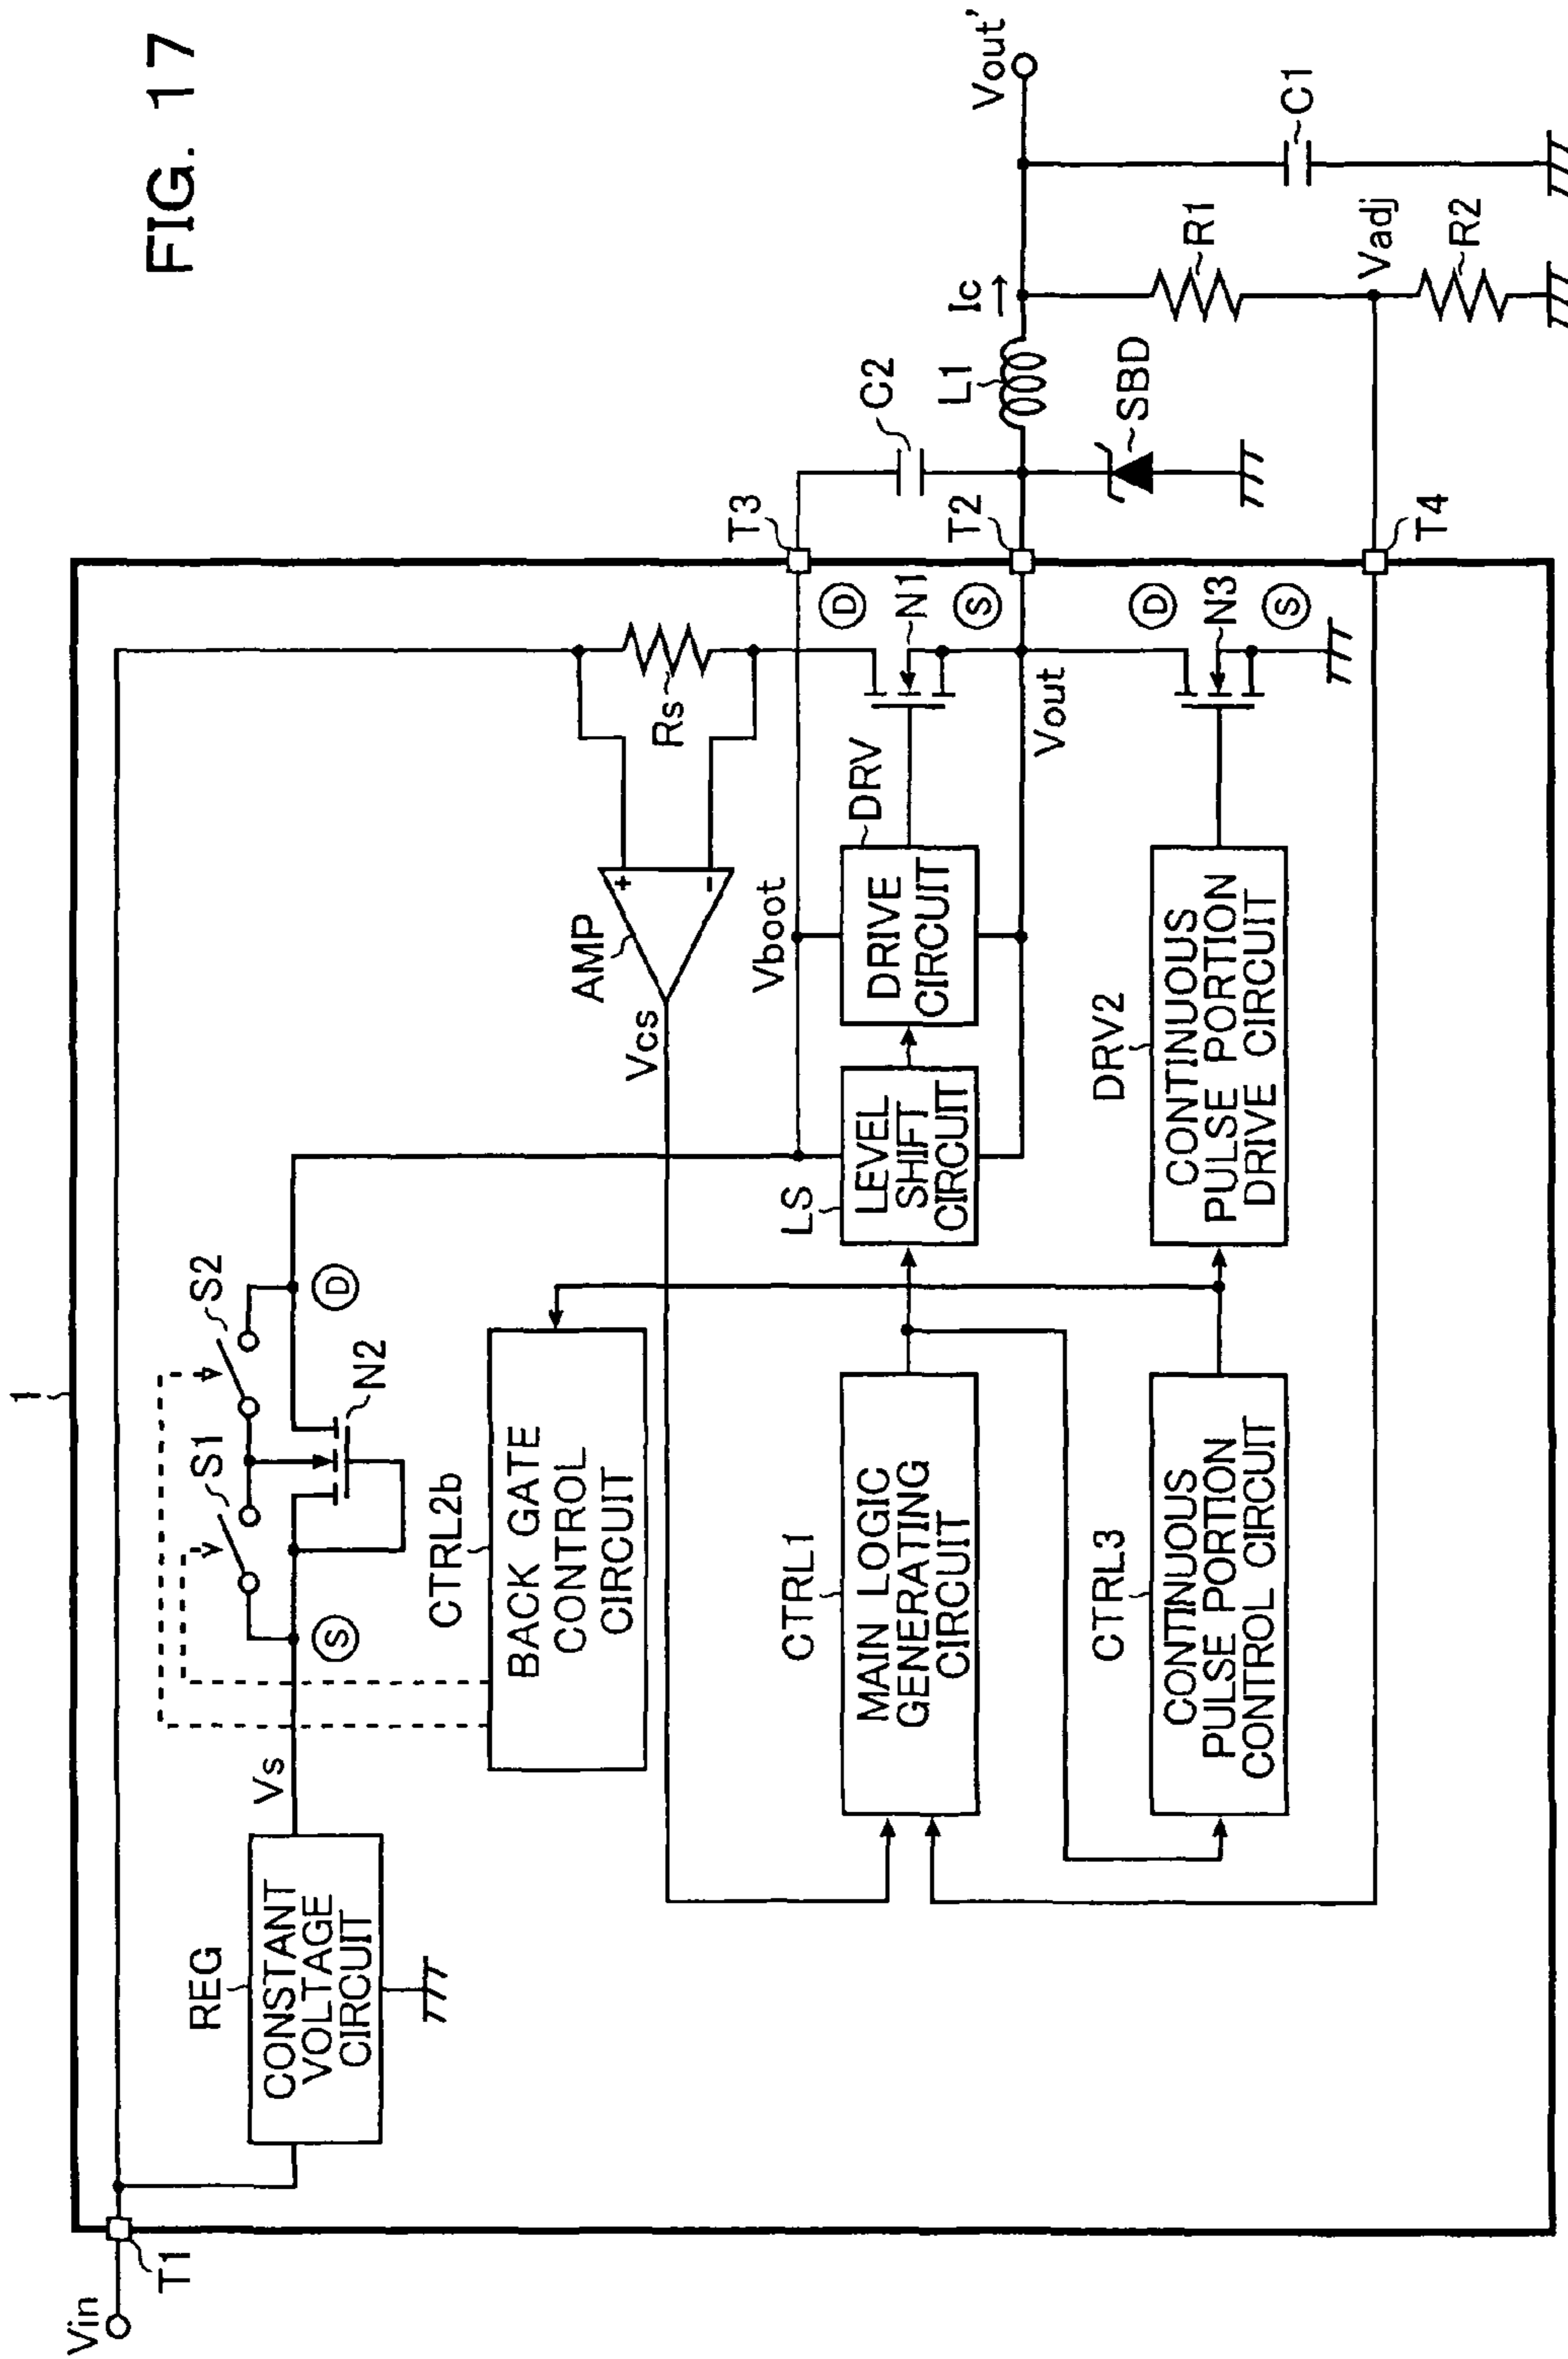 FIG. 17
1
Vin
T1
REG
CONSTANT
VOLTAGE
CIRCUIT
Vs
S
S1
S2
N2
D
CTRL2b
BACK GATE
CONTROL
CIRCUIT
AMP
+
-
Vcs
Rs
Vboot
T3
C2
CTRL1
MAIN LOGIC
GENERATING
CIRCUIT
LS
LEVEL
SHIFT
CIRCUIT
DRV
DRIVE
CIRCUIT
D
N1
S
T2
Vout
L1
Ic
Vout'
SBD
CTRL3
CONTINUOUS
PULSE PORTION
CONTROL CIRCUIT
DRV2
CONTINUOUS
PULSE PORTION
DRIVE CIRCUIT
D
N3
S
T4
R1
Vadj
R2
C1